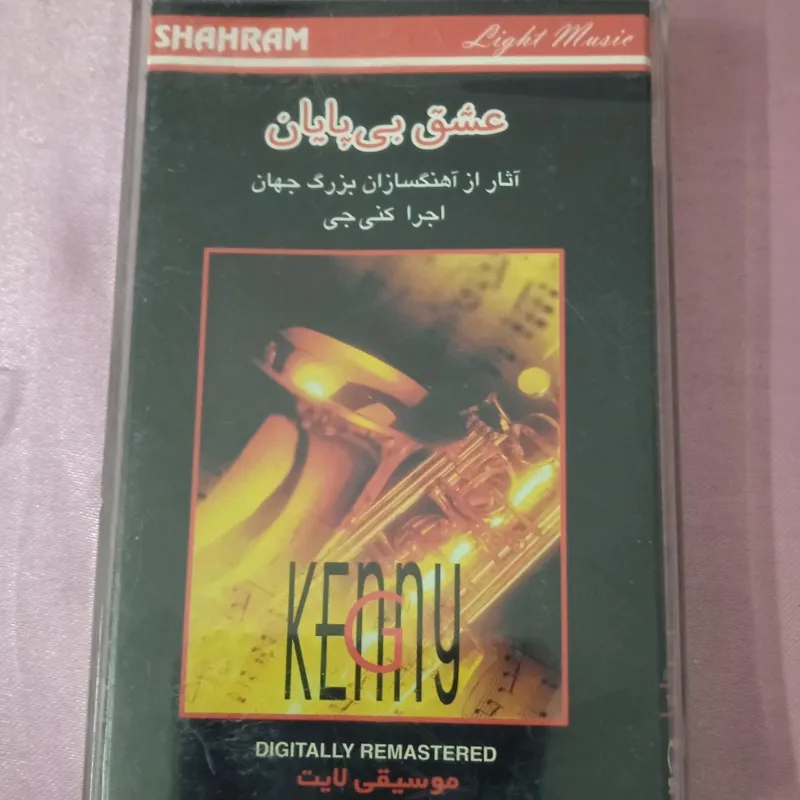 SHAHRAM Light Music
عشق بی‌پایان
آثار از آهنگسازان بزرگ جهان
اجرا کنی‌جی
KEnny
G
DIGITALLY REMASTERED
موسیقی لایت